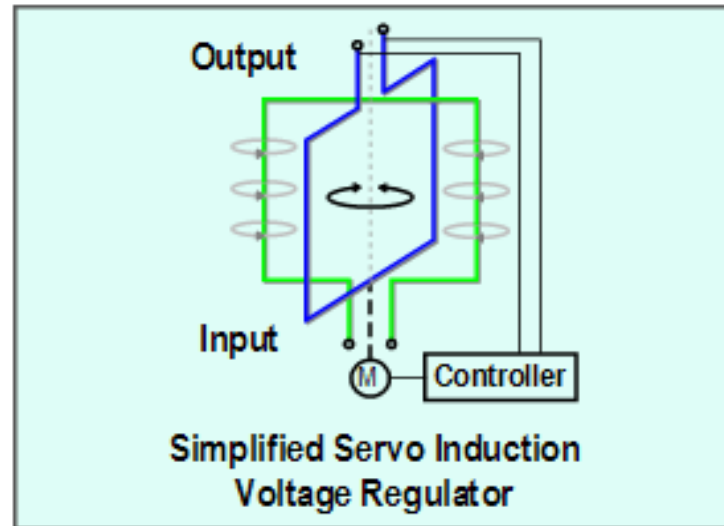 Output
Input
M
Controller
Simplified Servo Induction
Voltage Regulator